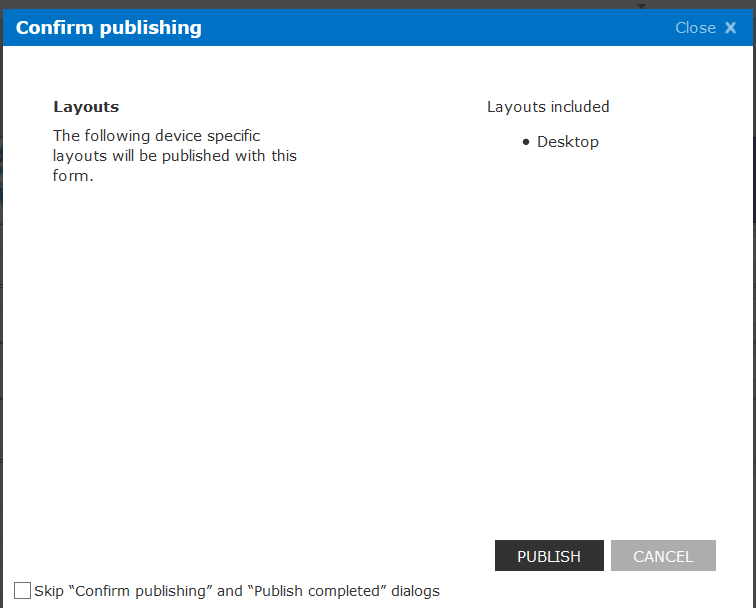 Confirm publishing
Close X
Layouts
The following device specific
layouts will be published with this
form.
Layouts included
• Desktop
PUBLISH
CANCEL
Skip “Confirm publishing” and “Publish completed” dialogs